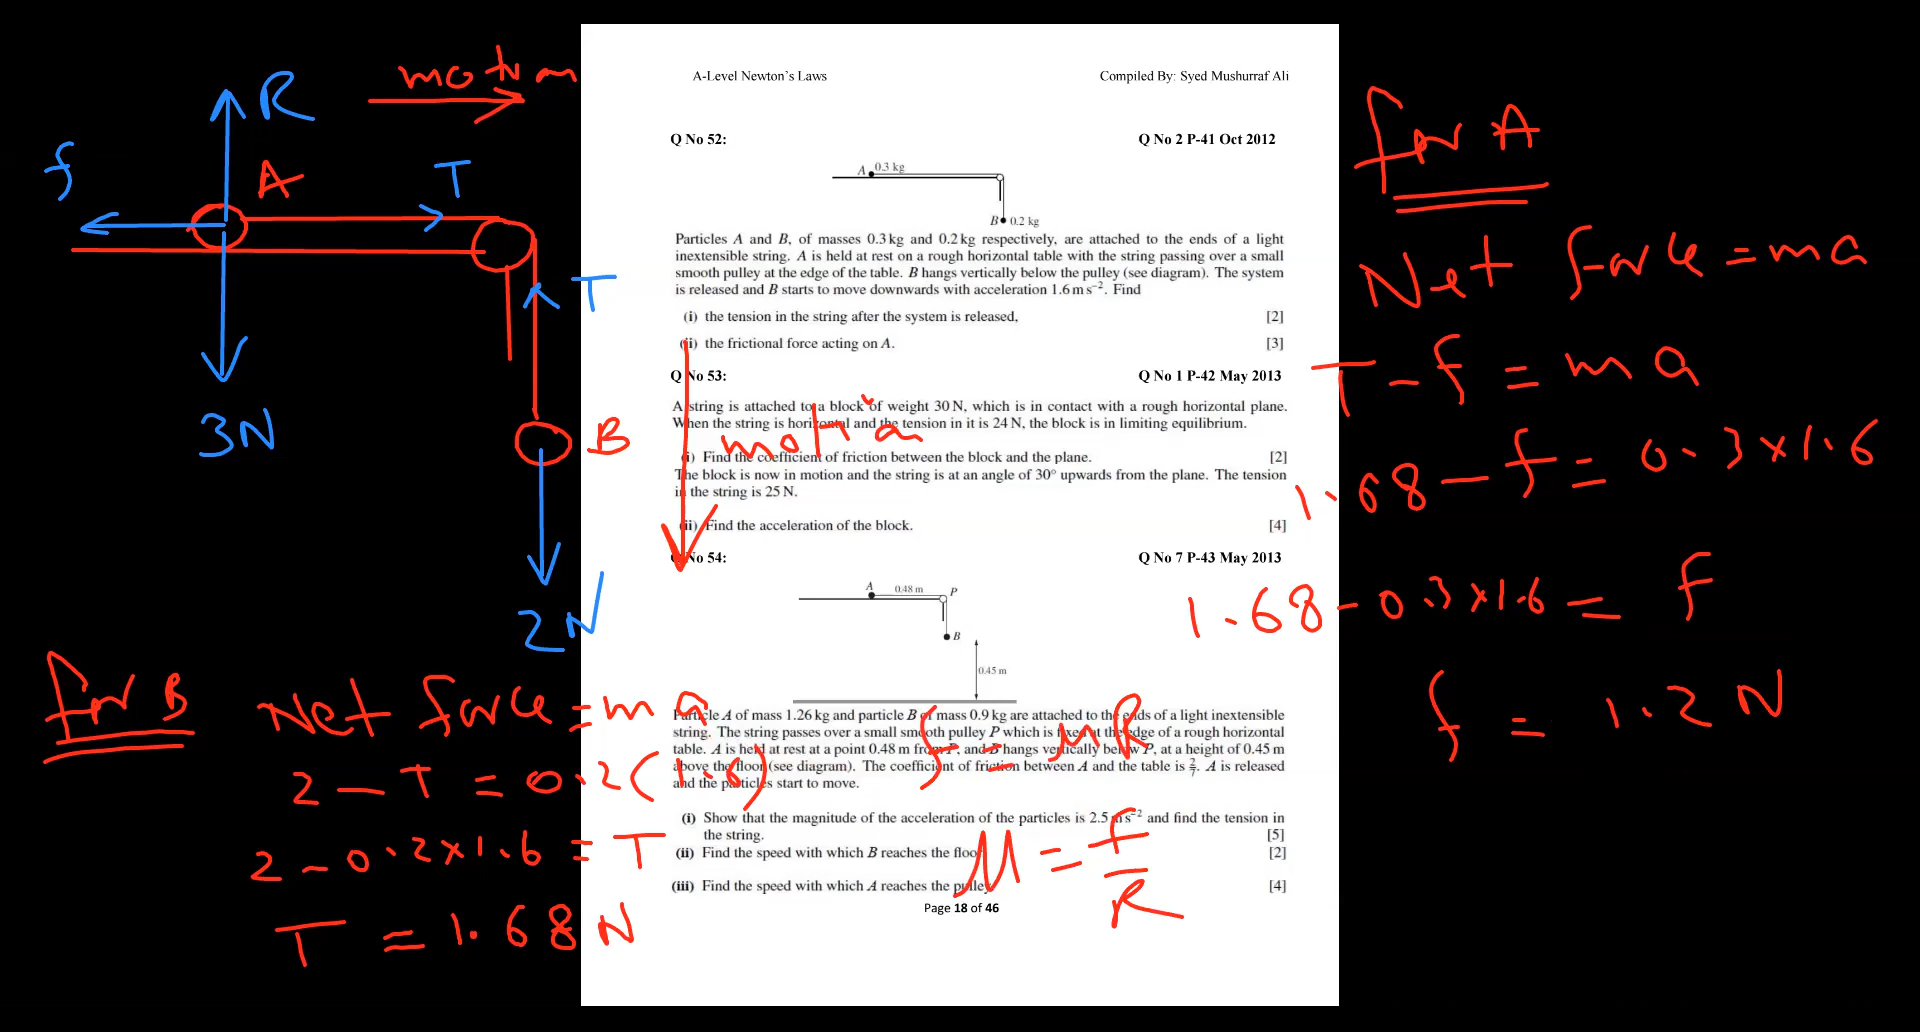 A-Level Newton's Laws
Compiled By: Syed Mushurraf Ali
Q No 52:
Q No 2 P-41 Oct 2012
A 0.3 kg
B 0.2 kg
Particles A and B, of masses 0.3 kg and 0.2 kg respectively, are attached to the ends of a light
inextensible string. A is held at rest on a rough horizontal table with the string passing over a small
smooth pulley at the edge of the table. B hangs vertically below the pulley (see diagram). The system
is released and B starts to move downwards with acceleration 1.6 m s⁻². Find
(i) the tension in the string after the system is released, [2]
(ii) the frictional force acting on A. [3]
Q No 53:
Q No 1 P-42 May 2013
A string is attached to a block of weight 30 N, which is in contact with a rough horizontal plane.
When the string is horizontal and the tension in it is 24 N, the block is in limiting equilibrium.
(i) Find the coefficient of friction between the block and the plane. [2]
The block is now in motion and the string is at an angle of 30° upwards from the plane. The tension
in the string is 25 N.
(ii) Find the acceleration of the block. [4]
Q No 54:
Q No 7 P-43 May 2013
A 0.48 m P
B
0.45 m
Particle A of mass 1.26 kg and particle B of mass 0.9 kg are attached to the ends of a light inextensible
string. The string passes over a small smooth pulley P which is fixed at the edge of a rough horizontal
table. A is held at rest at a point 0.48 m from P, and B hangs vertically below P, at a height of 0.45 m
above the floor (see diagram). The coefficient of friction between A and the table is 2/7. A is released
and the particles start to move.
(i) Show that the magnitude of the acceleration of the particles is 2.5 m s⁻² and find the tension in
the string. [5]
(ii) Find the speed with which B reaches the floor. [2]
(iii) Find the speed with which A reaches the pulley. [4]
Page 18 of 46
motion
R
f
A
T
T
3N
B
2N
motion
for B
Net force = ma
2 - T = 0.2(1.6)
2 - 0.2×1.6 = T
T = 1.68 N
f = μR
μ = f/R
for A
Net force = ma
T - f = ma
1.68 - f = 0.3×1.6
1.68 - 0.3×1.6 = f
f = 1.2 N